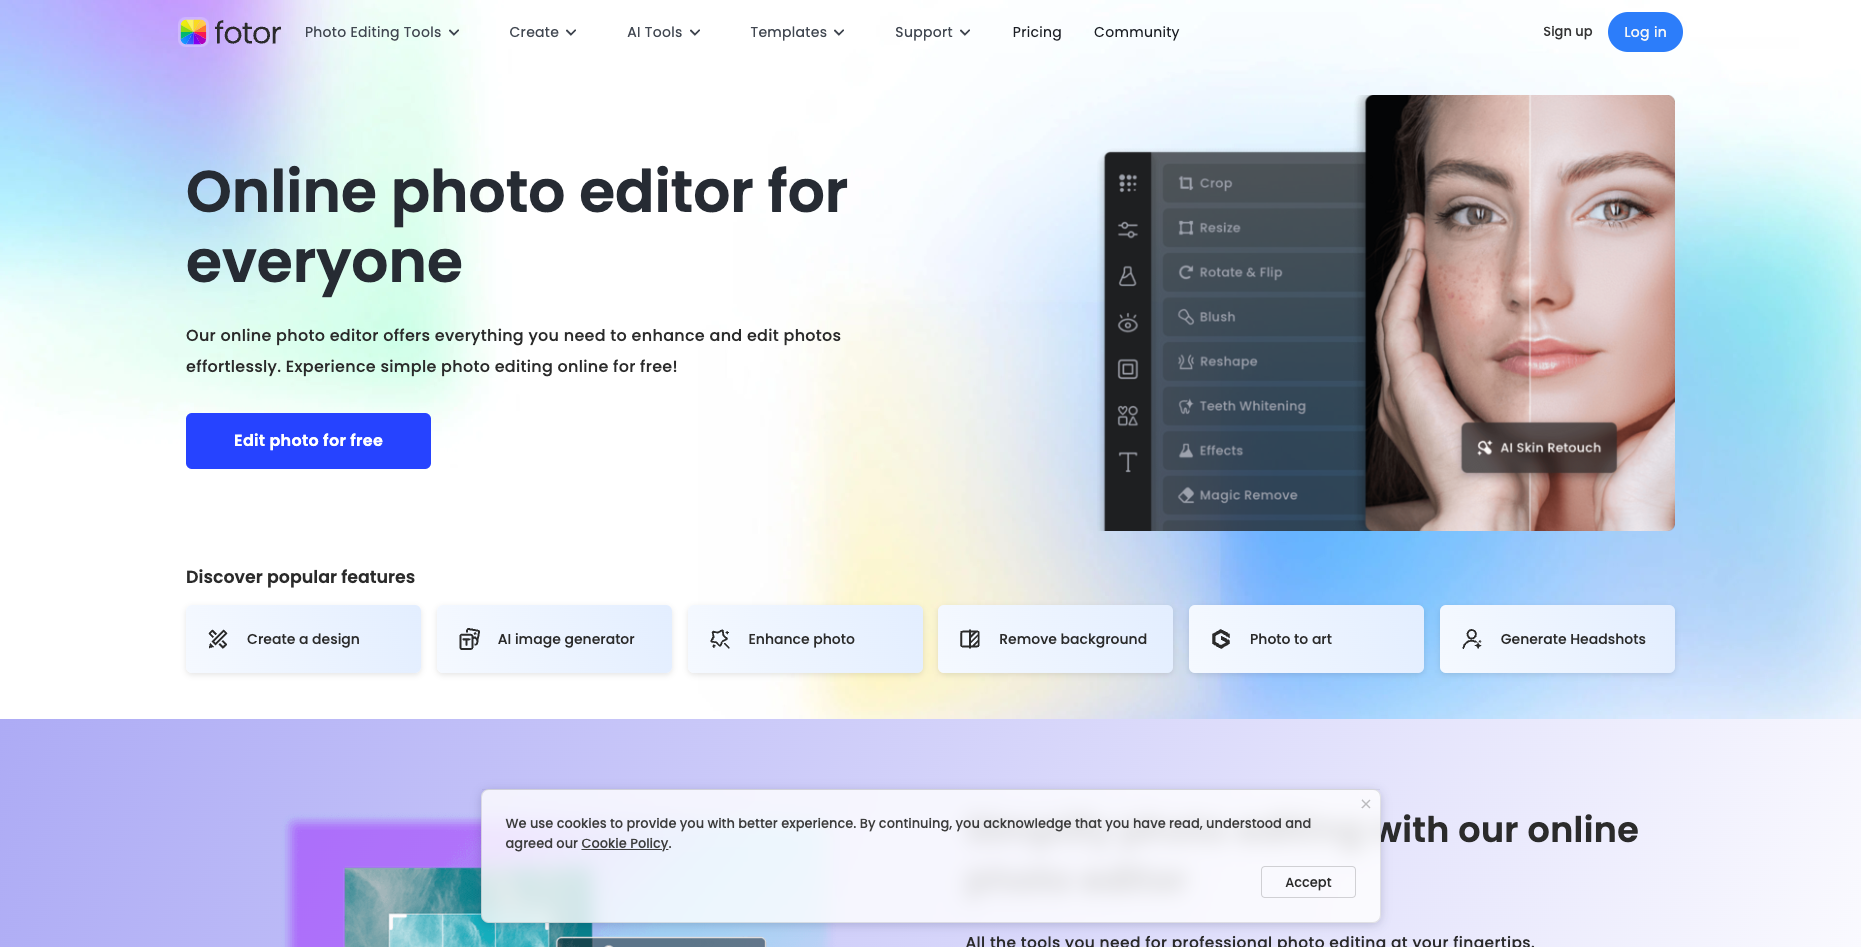 fotor
Photo Editing Tools
Create
AI Tools
Templates
Support
Pricing
Community
Sign up
Log in
Online photo editor for
everyone
Our online photo editor offers everything you need to enhance and edit photos
effortlessly. Experience simple photo editing online for free!
Edit photo for free
Crop
Resize
Rotate & Flip
Blush
Reshape
Teeth Whitening
Effects
Magic Remove
AI Skin Retouch
Discover popular features
Create a design
AI image generator
Enhance photo
Remove background
Photo to art
Generate Headshots
with our online
We use cookies to provide you with better experience. By continuing, you acknowledge that you have read, understood and
agreed our Cookie Policy.
Accept
All the tools you need for professional photo editing at your fingertips.